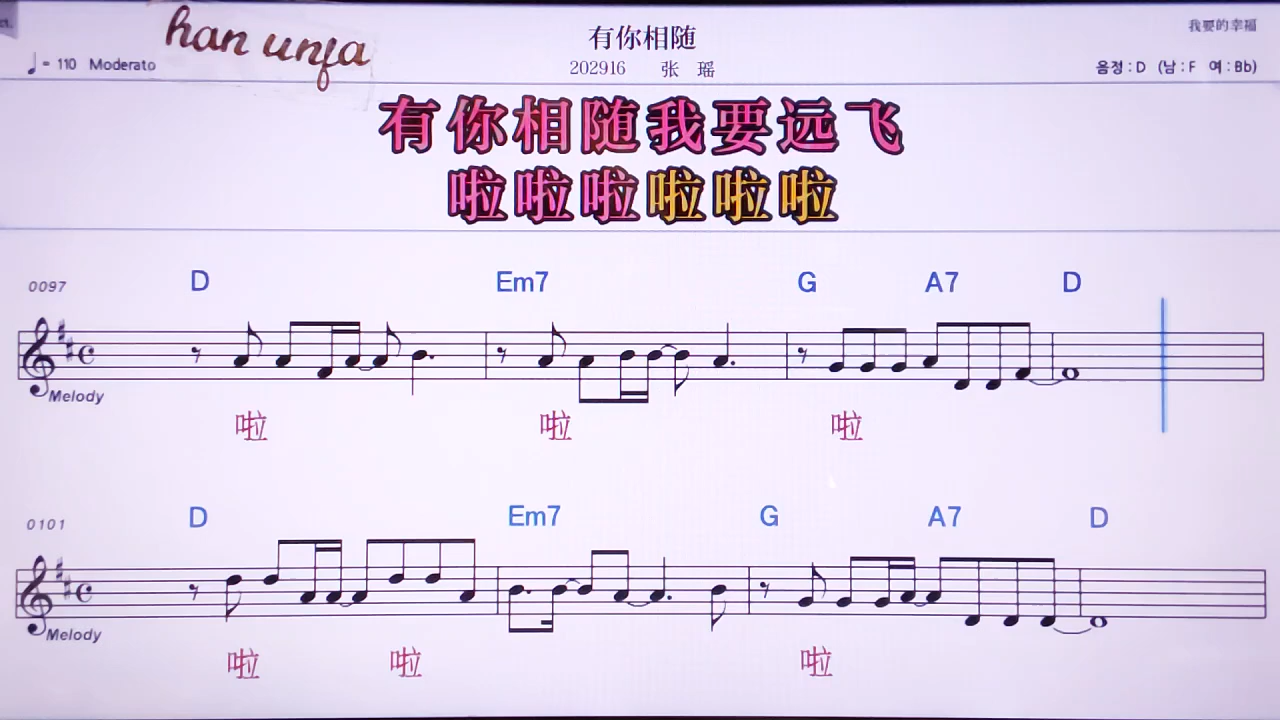 han unja
有你相随
我要的幸福
♩= 110 Moderato
202916 张 瑶
음정 : D (남 : F 여 : Bb)
有你相随我要远飞
啦啦啦啦啦啦
0097 D Em7 G A7 D
Melody
啦 啦 啦
0101 D Em7 G A7 D
Melody
啦 啦 啦